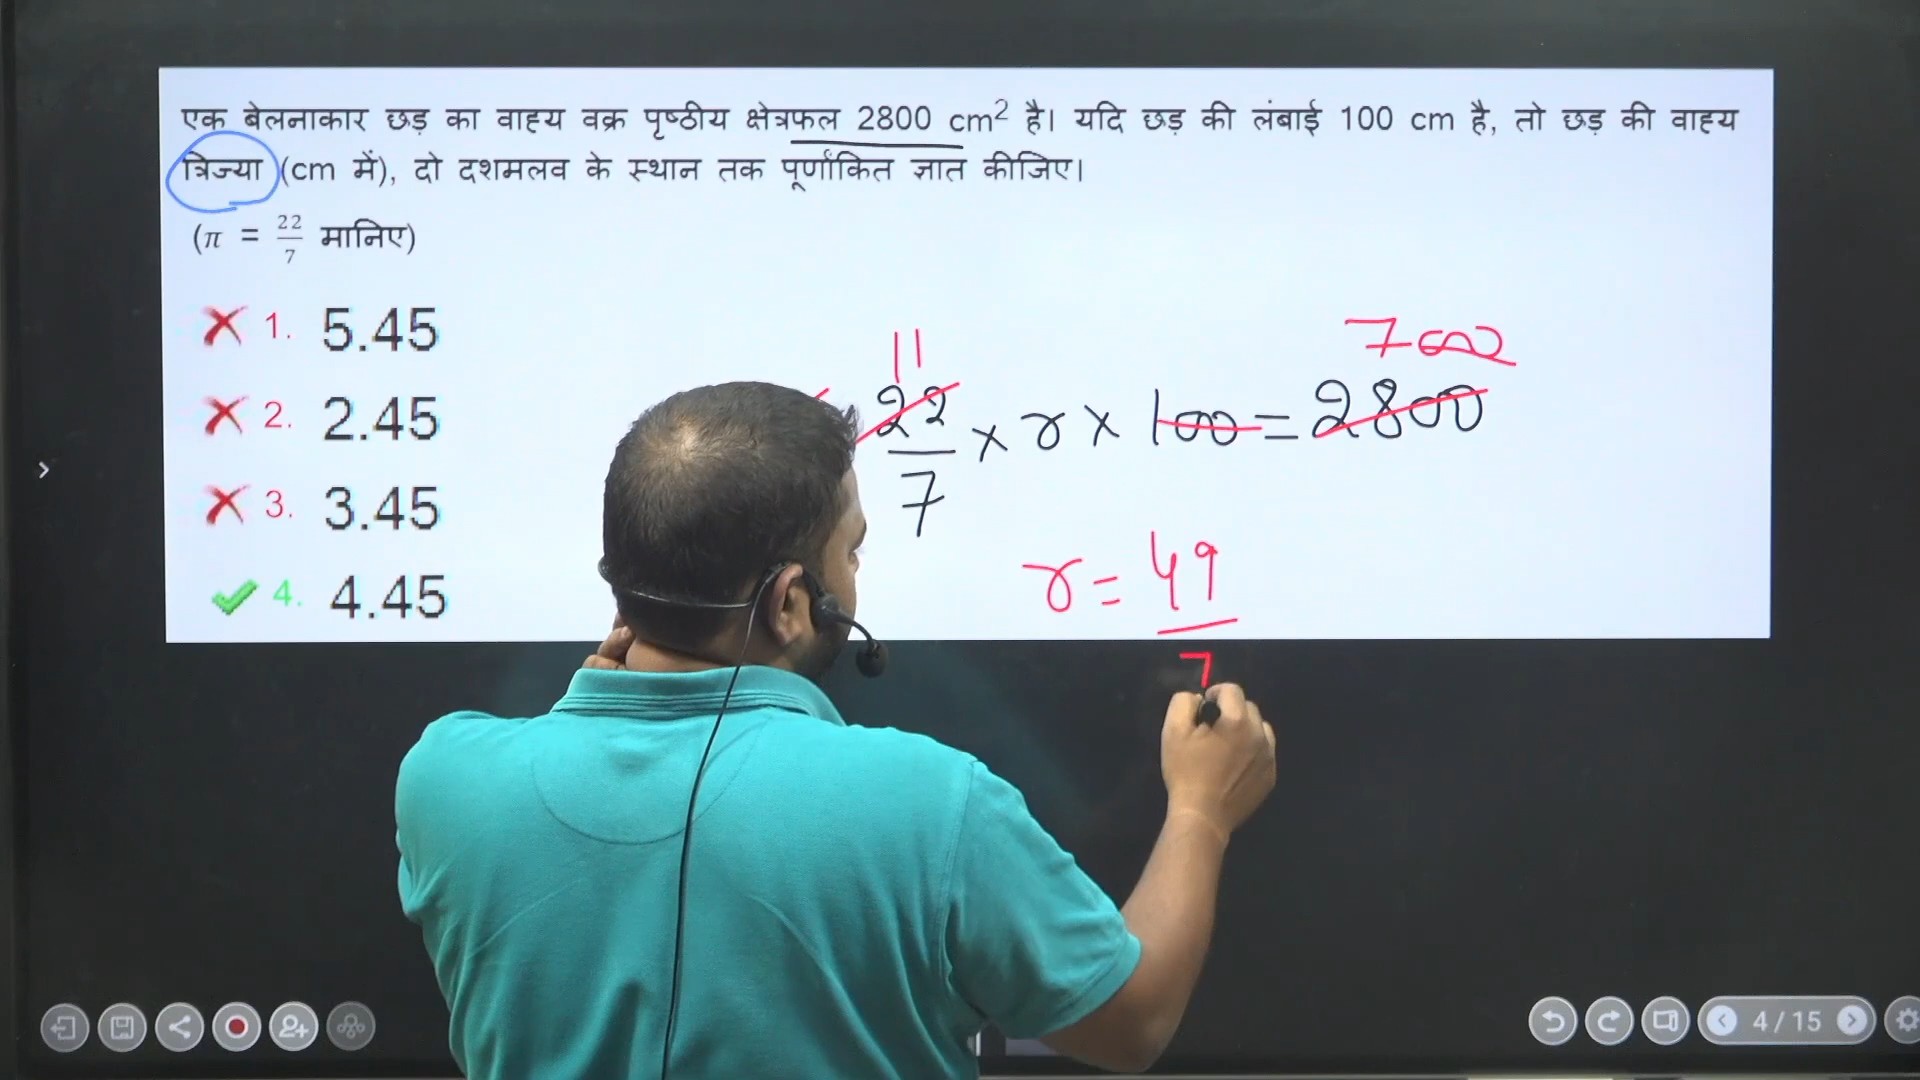 एक बेलनाकार छड़ का वाह्य वक्र पृष्ठीय क्षेत्रफल 2800 cm² है। यदि छड़ की लंबाई 100 cm है, तो छड़ की वाह्य
त्रिज्या (cm में), दो दशमलव के स्थान तक पूर्णांकित ज्ञात कीजिए।
(π = 22/7 मानिए)
1. 5.45
2. 2.45
3. 3.45
4. 4.45
11 700
22/7 × r × 100 = 2800
r = 49
7
4 / 15